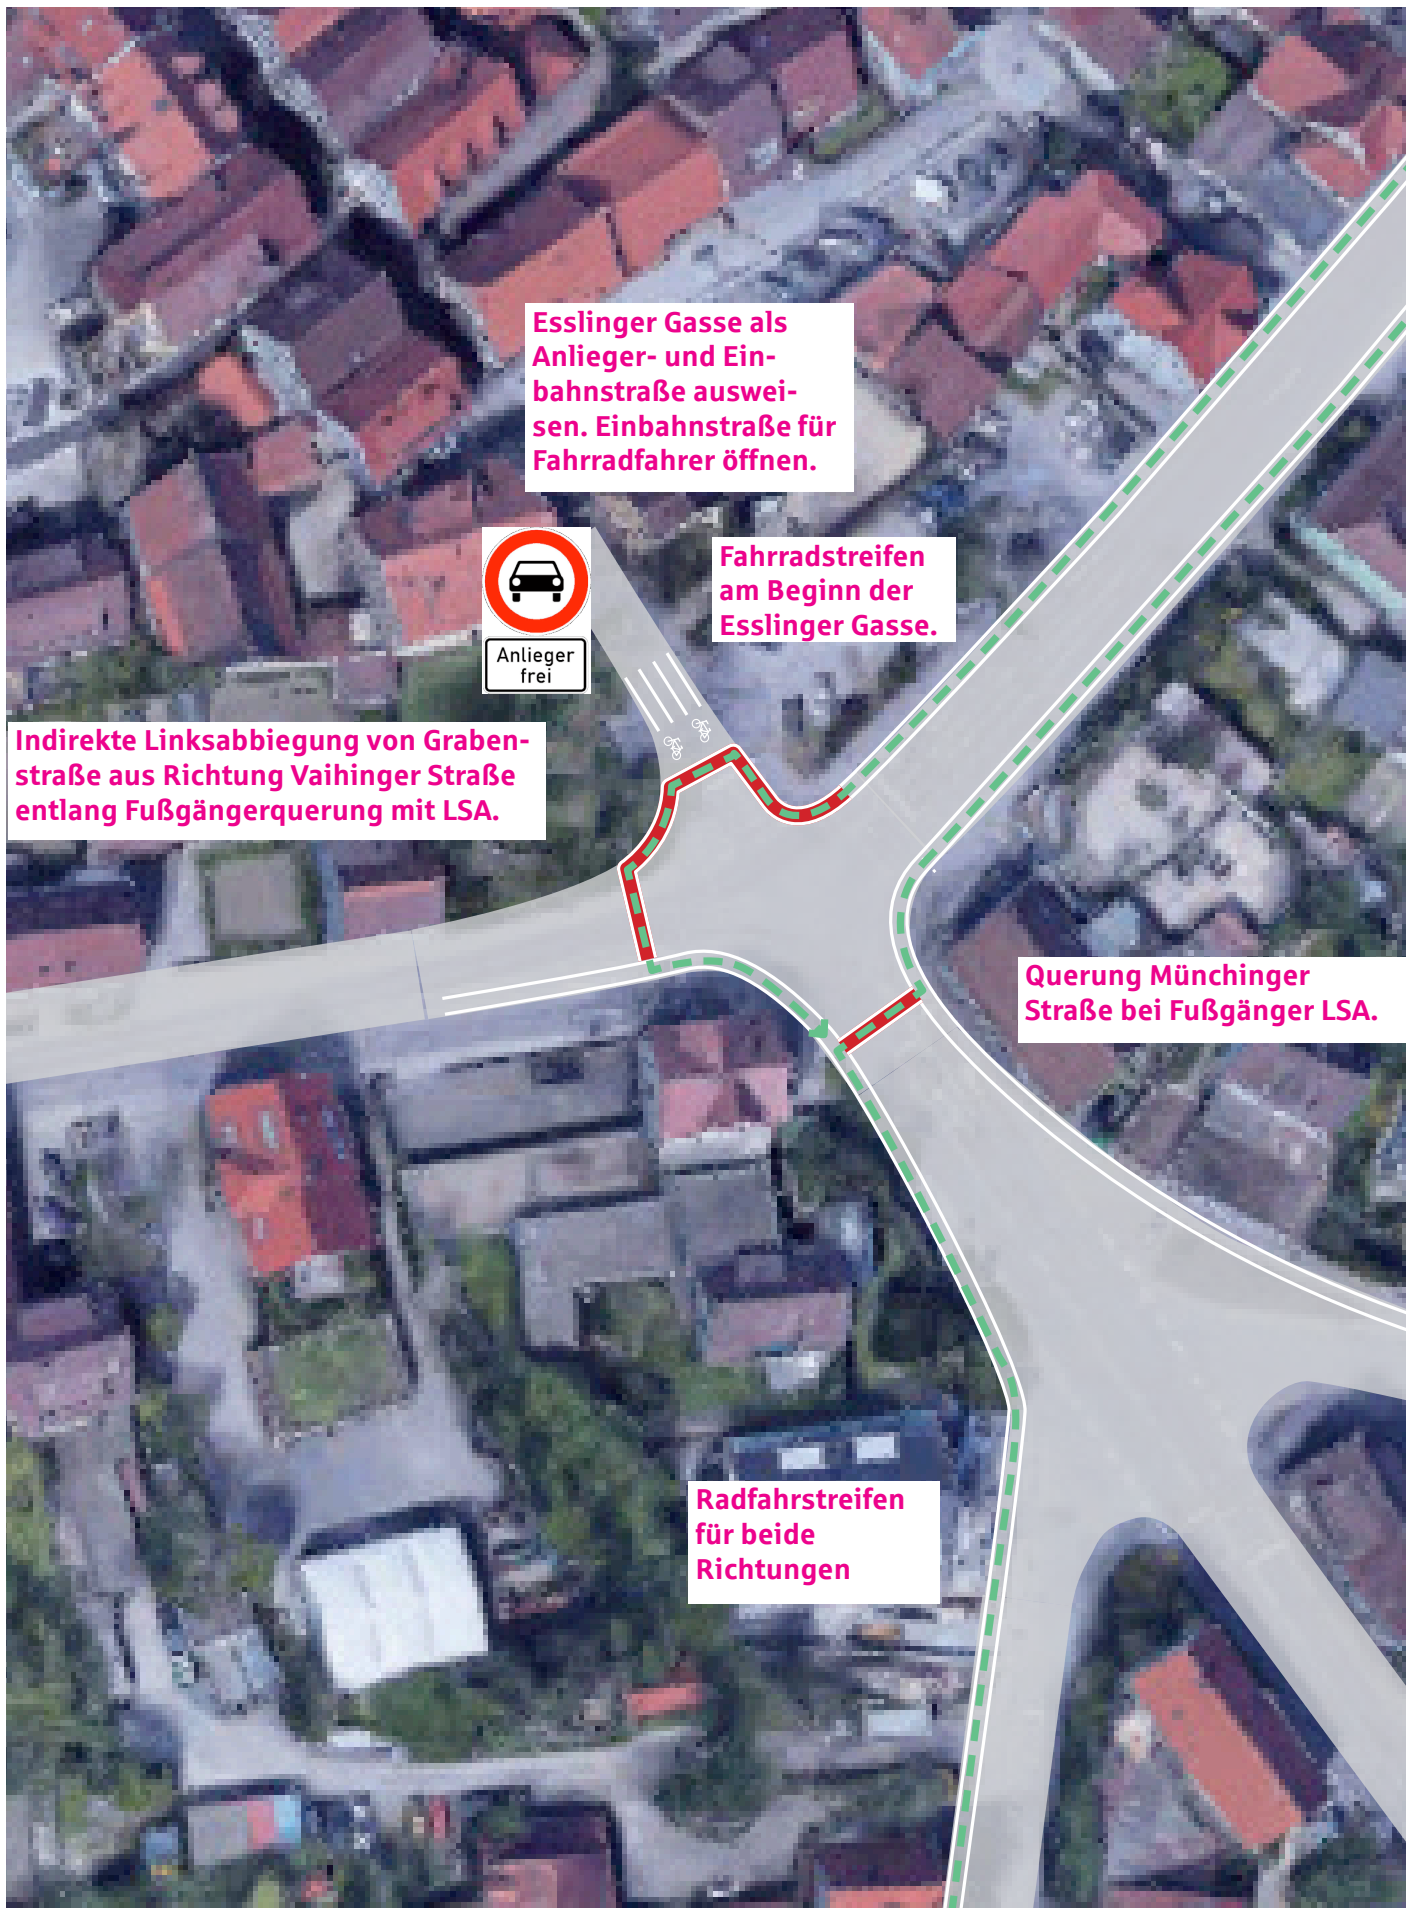 Esslinger Gasse als
Anlieger- und Ein-
bahnstraße auswei-
sen. Einbahnstraße für
Fahrradfahrer öffnen.
Fahrradstreifen
am Beginn der
Esslinger Gasse.
Anlieger
frei
Indirekte Linksabbiegung von Graben-
straße aus Richtung Vaihinger Straße
entlang Fußgängerquerung mit LSA.
Querung Münchinger
Straße bei Fußgänger LSA.
Radfahrstreifen
für beide
Richtungen